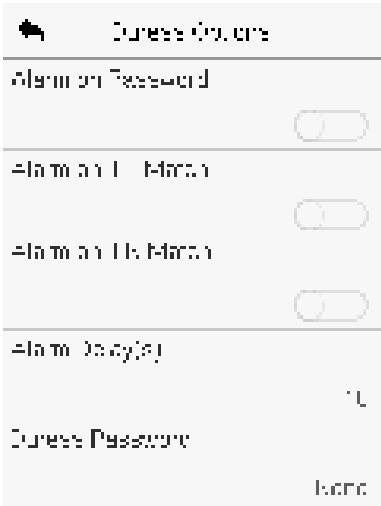 Duress Options
Alarm on Password
Alarm on 1:1 Match
Alarm on 1:N Match
Alarm Delay(s)
10
Duress Password
None